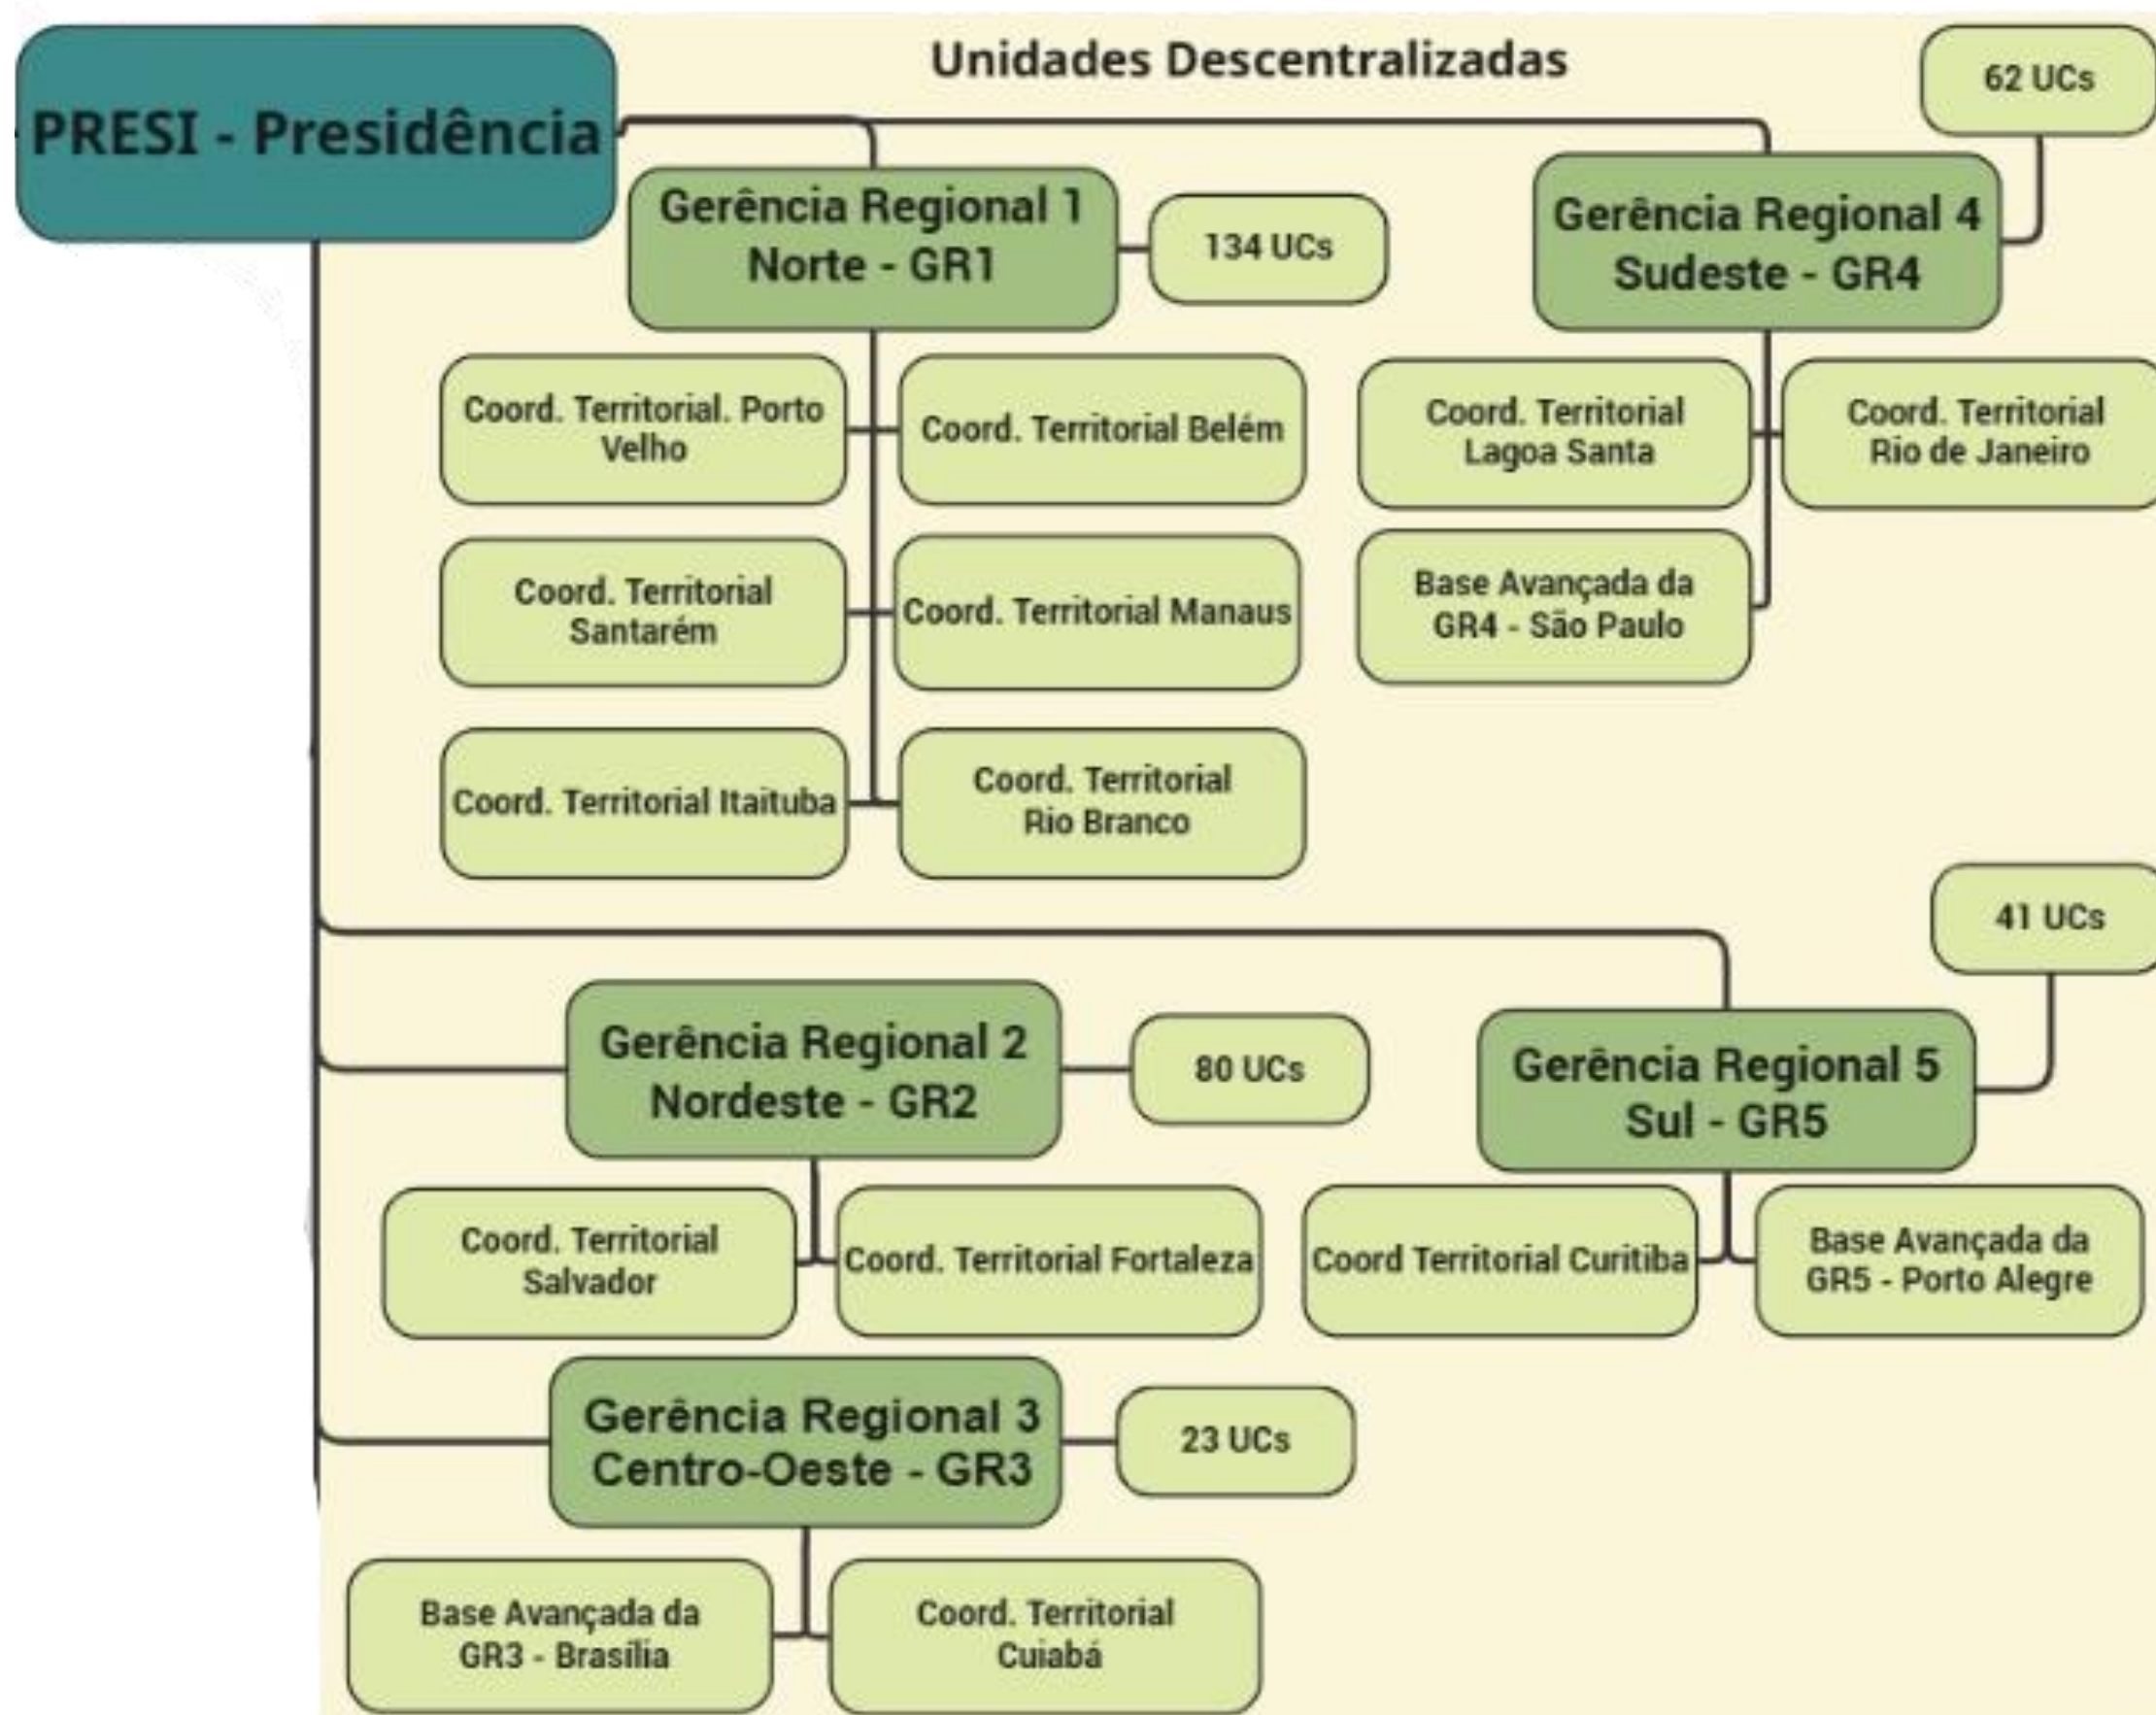 Unidades Descentralizadas
62 UCs
PRESI - Presidência
Gerência Regional 1
Norte - GR1
134 UCs
Gerência Regional 4
Sudeste - GR4
Coord. Territorial. Porto
Velho
Coord. Territorial Belém
Coord. Territorial
Lagoa Santa
Coord. Territorial
Rio de Janeiro
Coord. Territorial
Santarém
Coord. Territorial Manaus
Base Avançada da
GR4 - São Paulo
Coord. Territorial Itaituba
Coord. Territorial
Rio Branco
41 UCs
Gerência Regional 2
Nordeste - GR2
80 UCs
Gerência Regional 5
Sul - GR5
Coord. Territorial
Salvador
Coord. Territorial Fortaleza
Coord Territorial Curitiba
Base Avançada da
GR5 - Porto Alegre
Gerência Regional 3
Centro-Oeste - GR3
23 UCs
Base Avançada da
GR3 - Brasília
Coord. Territorial
Cuiabá